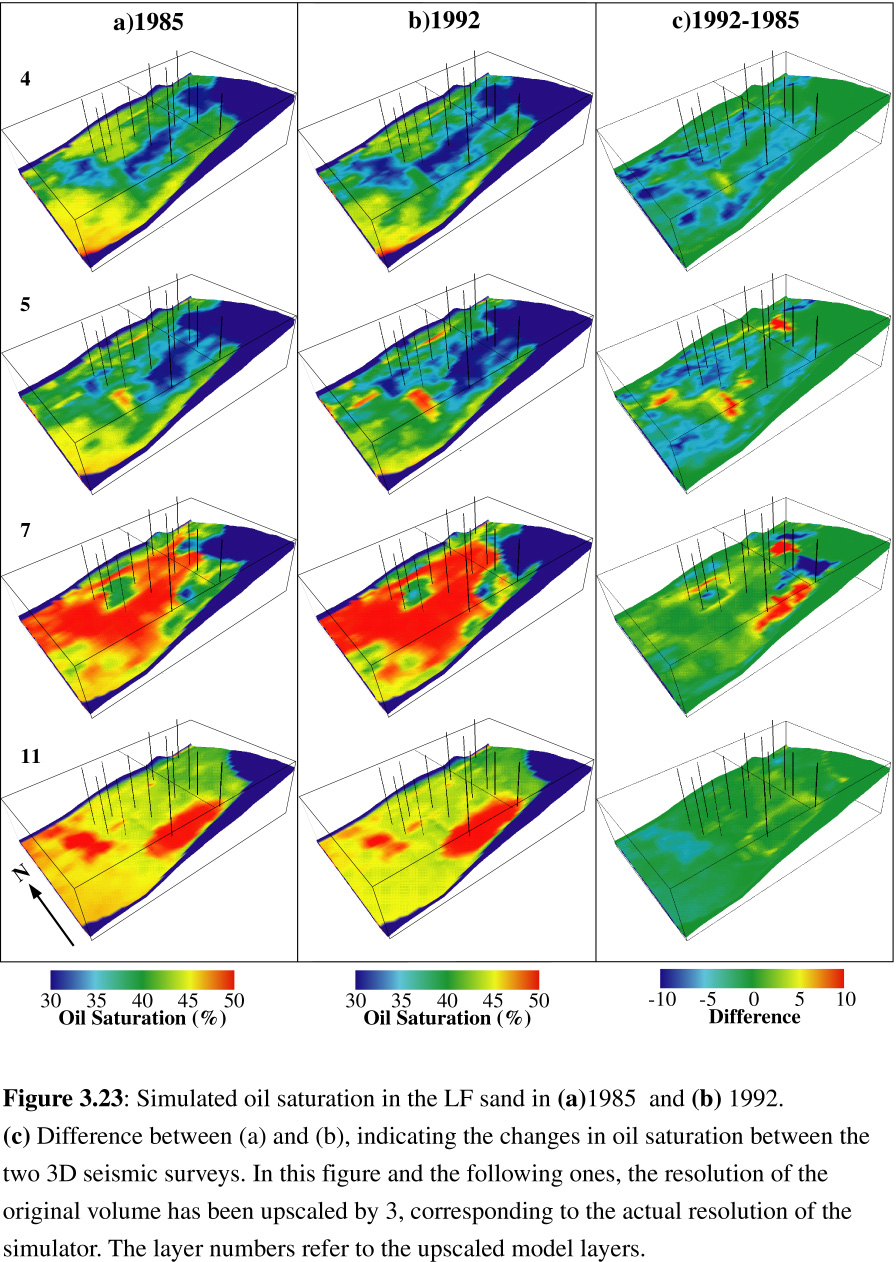 a)1985
b)1992
c)1992-1985
4
5
7
11
N
30 35 40 45 50
Oil Saturation (%)
30 35 40 45 50
Oil Saturation (%)
-10 -5 0 5 10
Difference
Figure 3.23: Simulated oil saturation in the LF sand in (a)1985 and (b) 1992.
(c) Difference between (a) and (b), indicating the changes in oil saturation between the
two 3D seismic surveys. In this figure and the following ones, the resolution of the
original volume has been upscaled by 3, corresponding to the actual resolution of the
simulator. The layer numbers refer to the upscaled model layers.